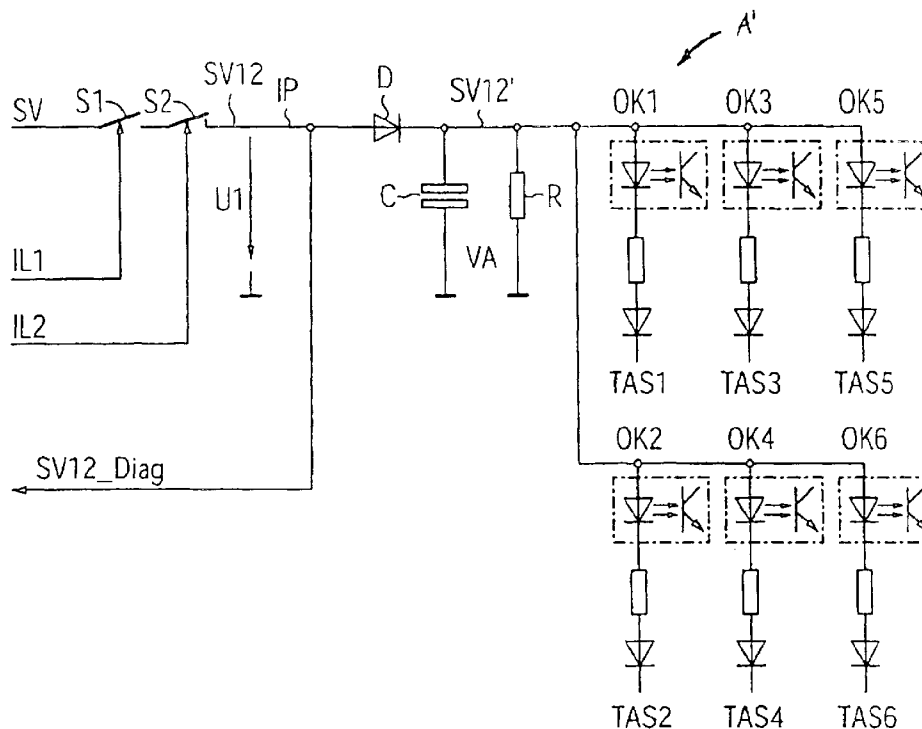 A'
SV S1 S2 SV12 IP D SV12' OK1 OK3 OK5
U1 C R
VA
IL1
IL2
TAS1 TAS3 TAS5
OK2 OK4 OK6
SV12_Diag
TAS2 TAS4 TAS6